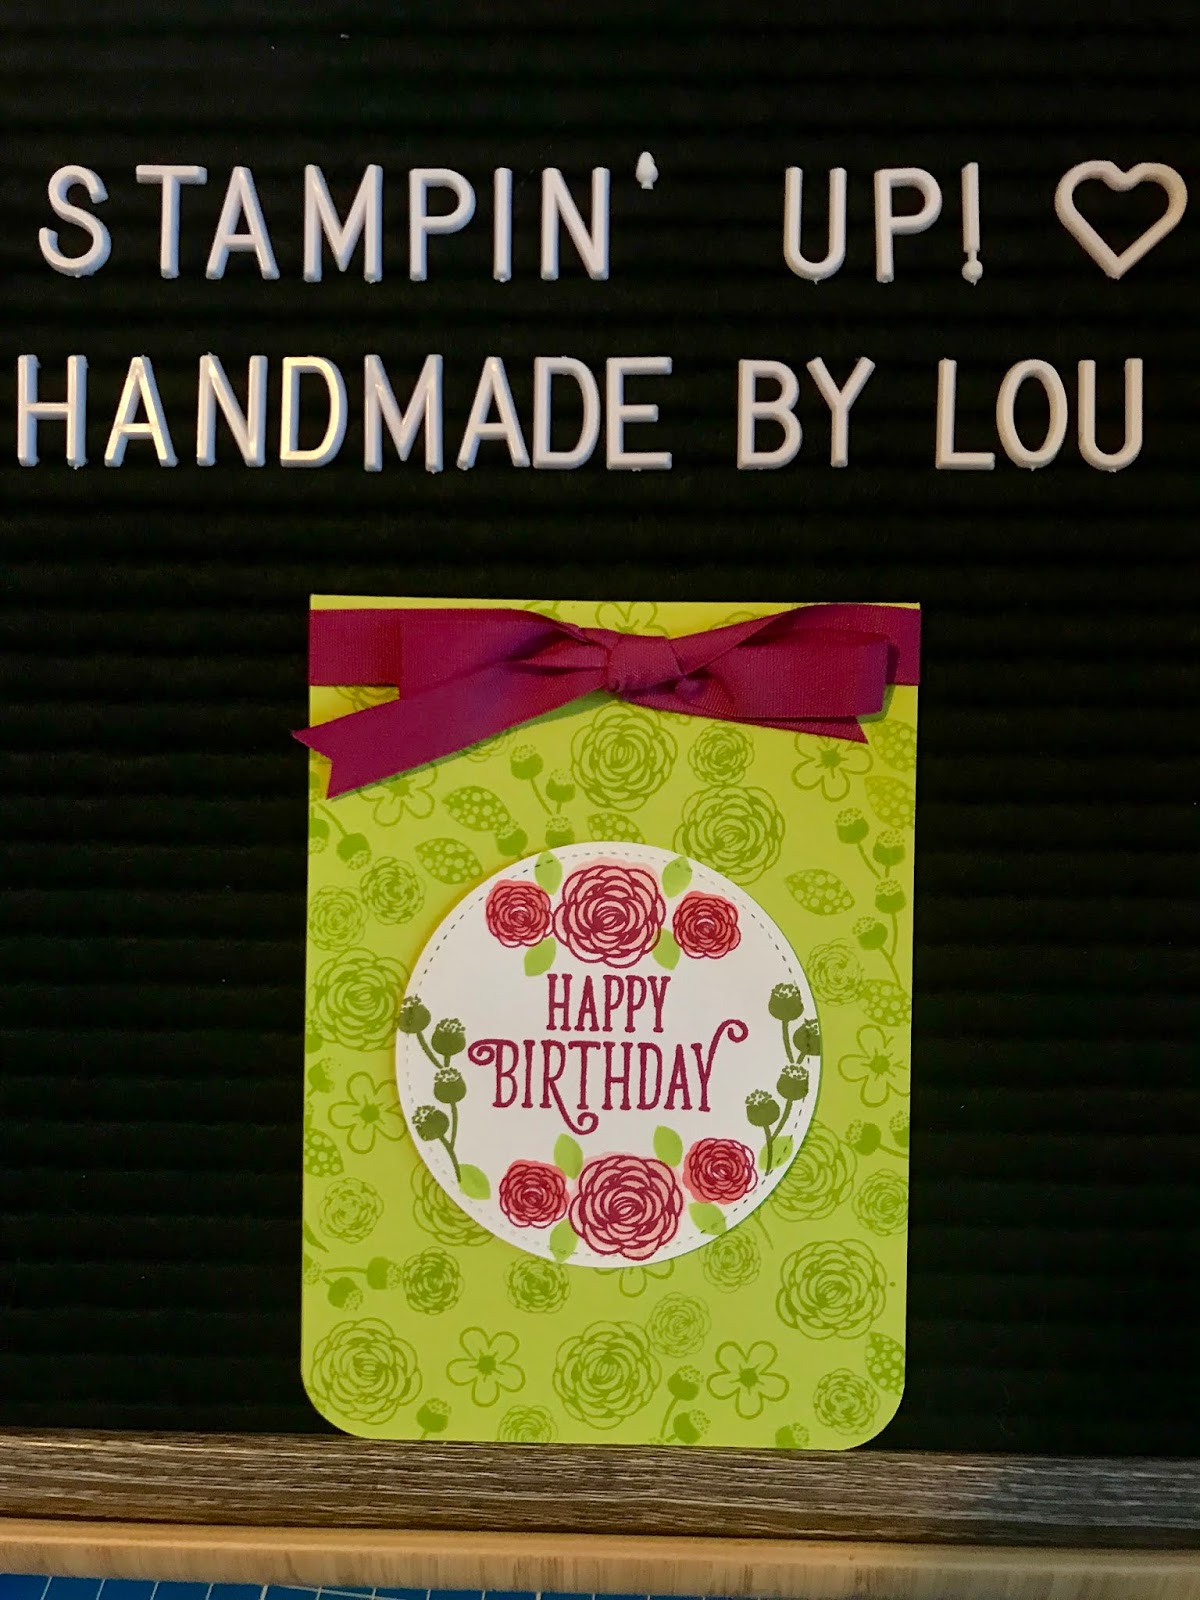 STAMPIN' UP! ♡
HANDMADE BY LOU
HAPPY
BIRTHDAY